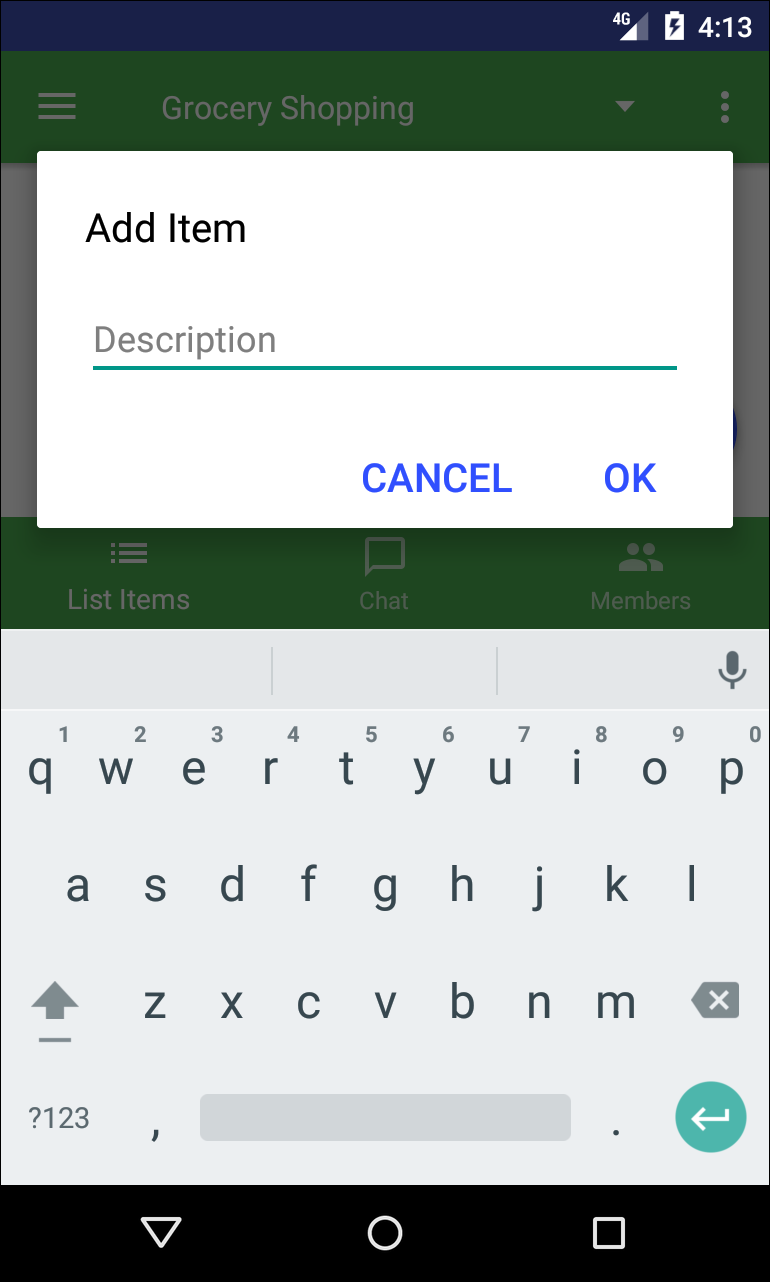 4G 4:13
Grocery Shopping
Add Item
Description
CANCEL OK
List Items Chat Members
1 2 3 4 5 6 7 8 9 0
q w e r t y u i o p
a s d f g h j k l
z x c v b n m
?123 , .